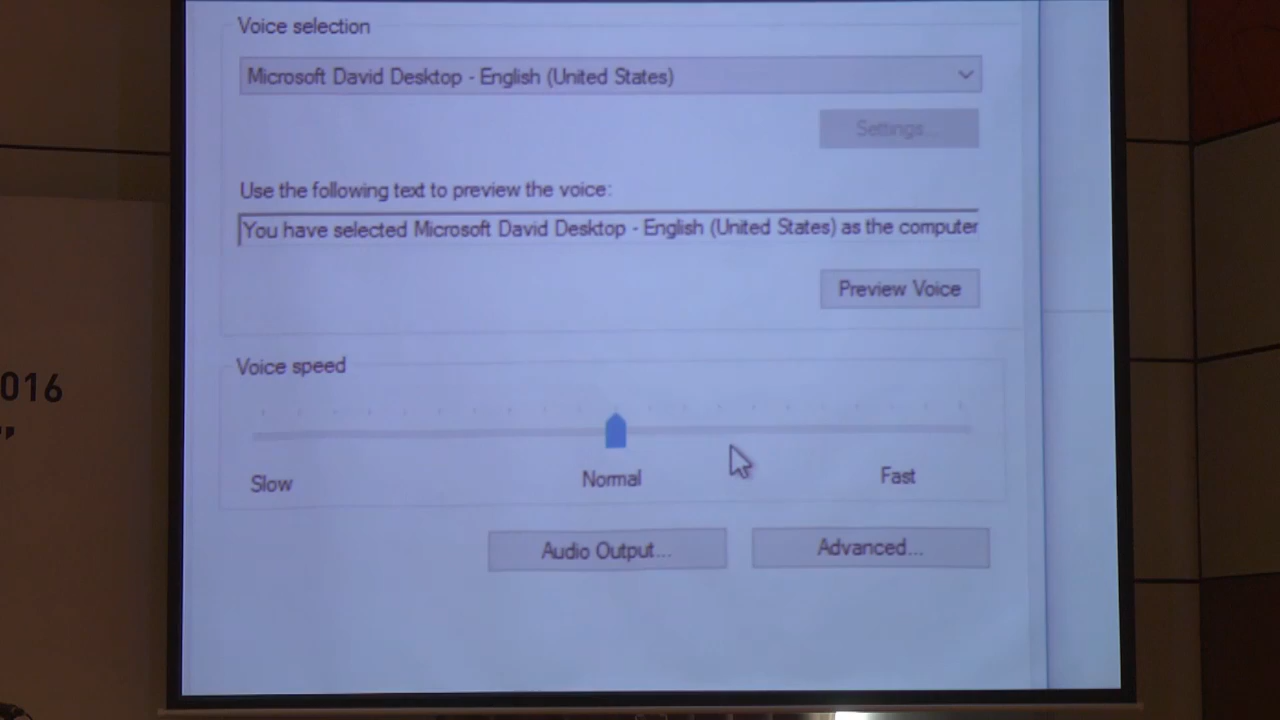 Voice selection
Microsoft David Desktop - English (United States)
Settings...
Use the following text to preview the voice:
You have selected Microsoft David Desktop - English (United States) as the computer
Preview Voice
Voice speed
Slow
Normal
Fast
Audio Output...
Advanced...
016
"